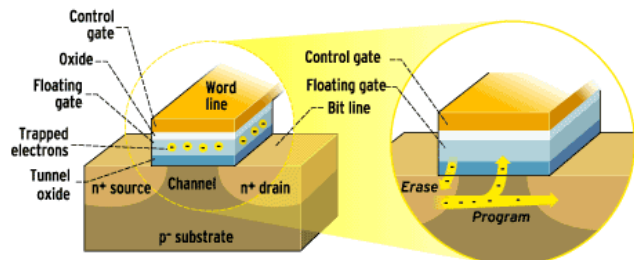 Control
gate
Oxide
Floating
gate
Trapped
electrons
Tunnel
oxide
Word
line
Bit line
n+ source
Channel
n+ drain
p– substrate
Control gate
Floating gate
Erase
Program